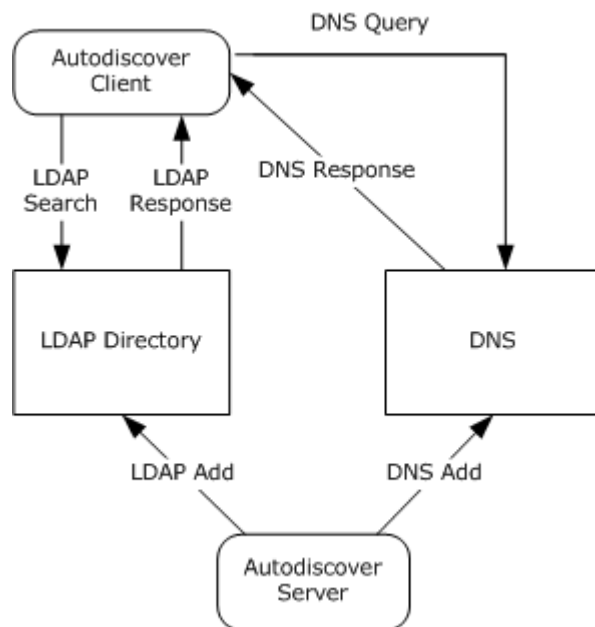 DNS Query
Autodiscover
Client
DNS Response
LDAP
Search
LDAP
Response
LDAP Directory
DNS
LDAP Add
DNS Add
Autodiscover
Server